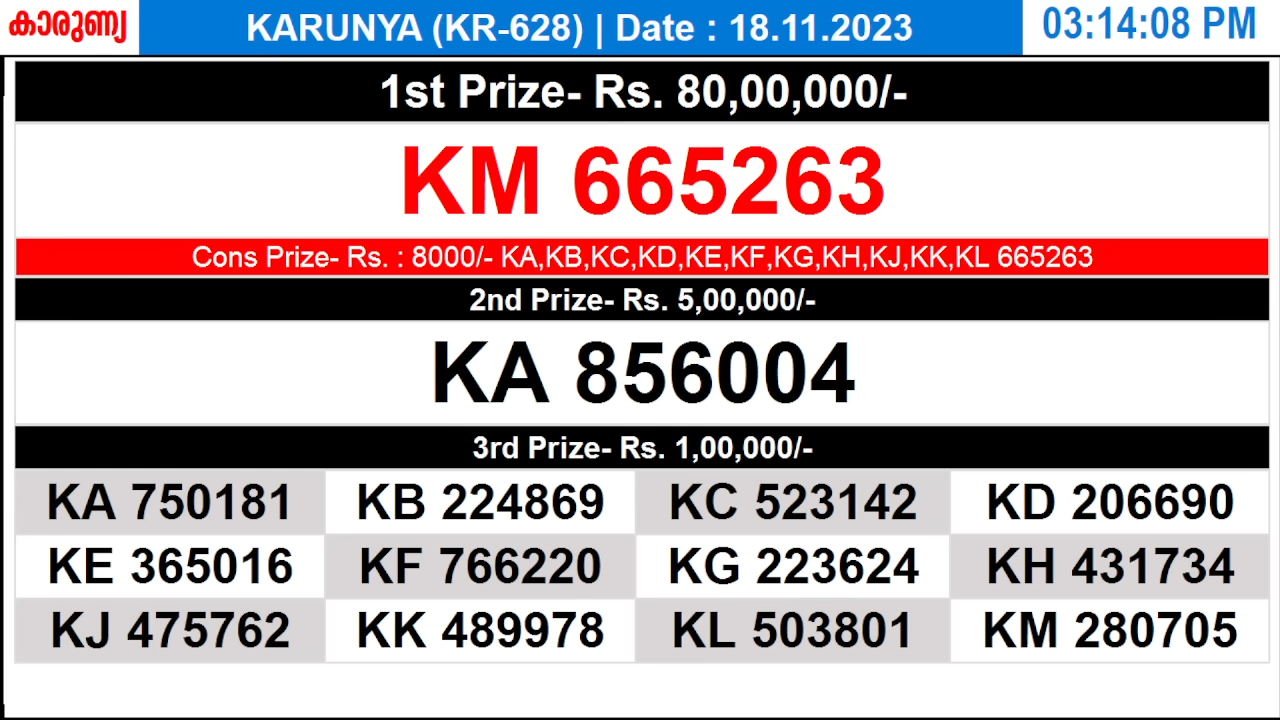 കാരുണ്യ KARUNYA (KR-628) | Date : 18.11.2023 03:14:08 PM
1st Prize- Rs. 80,00,000/-
KM 665263
Cons Prize- Rs. : 8000/- KA,KB,KC,KD,KE,KF,KG,KH,KJ,KK,KL 665263
2nd Prize- Rs. 5,00,000/-
KA 856004
3rd Prize- Rs. 1,00,000/-
KA 750181 KB 224869 KC 523142 KD 206690
KE 365016 KF 766220 KG 223624 KH 431734
KJ 475762 KK 489978 KL 503801 KM 280705